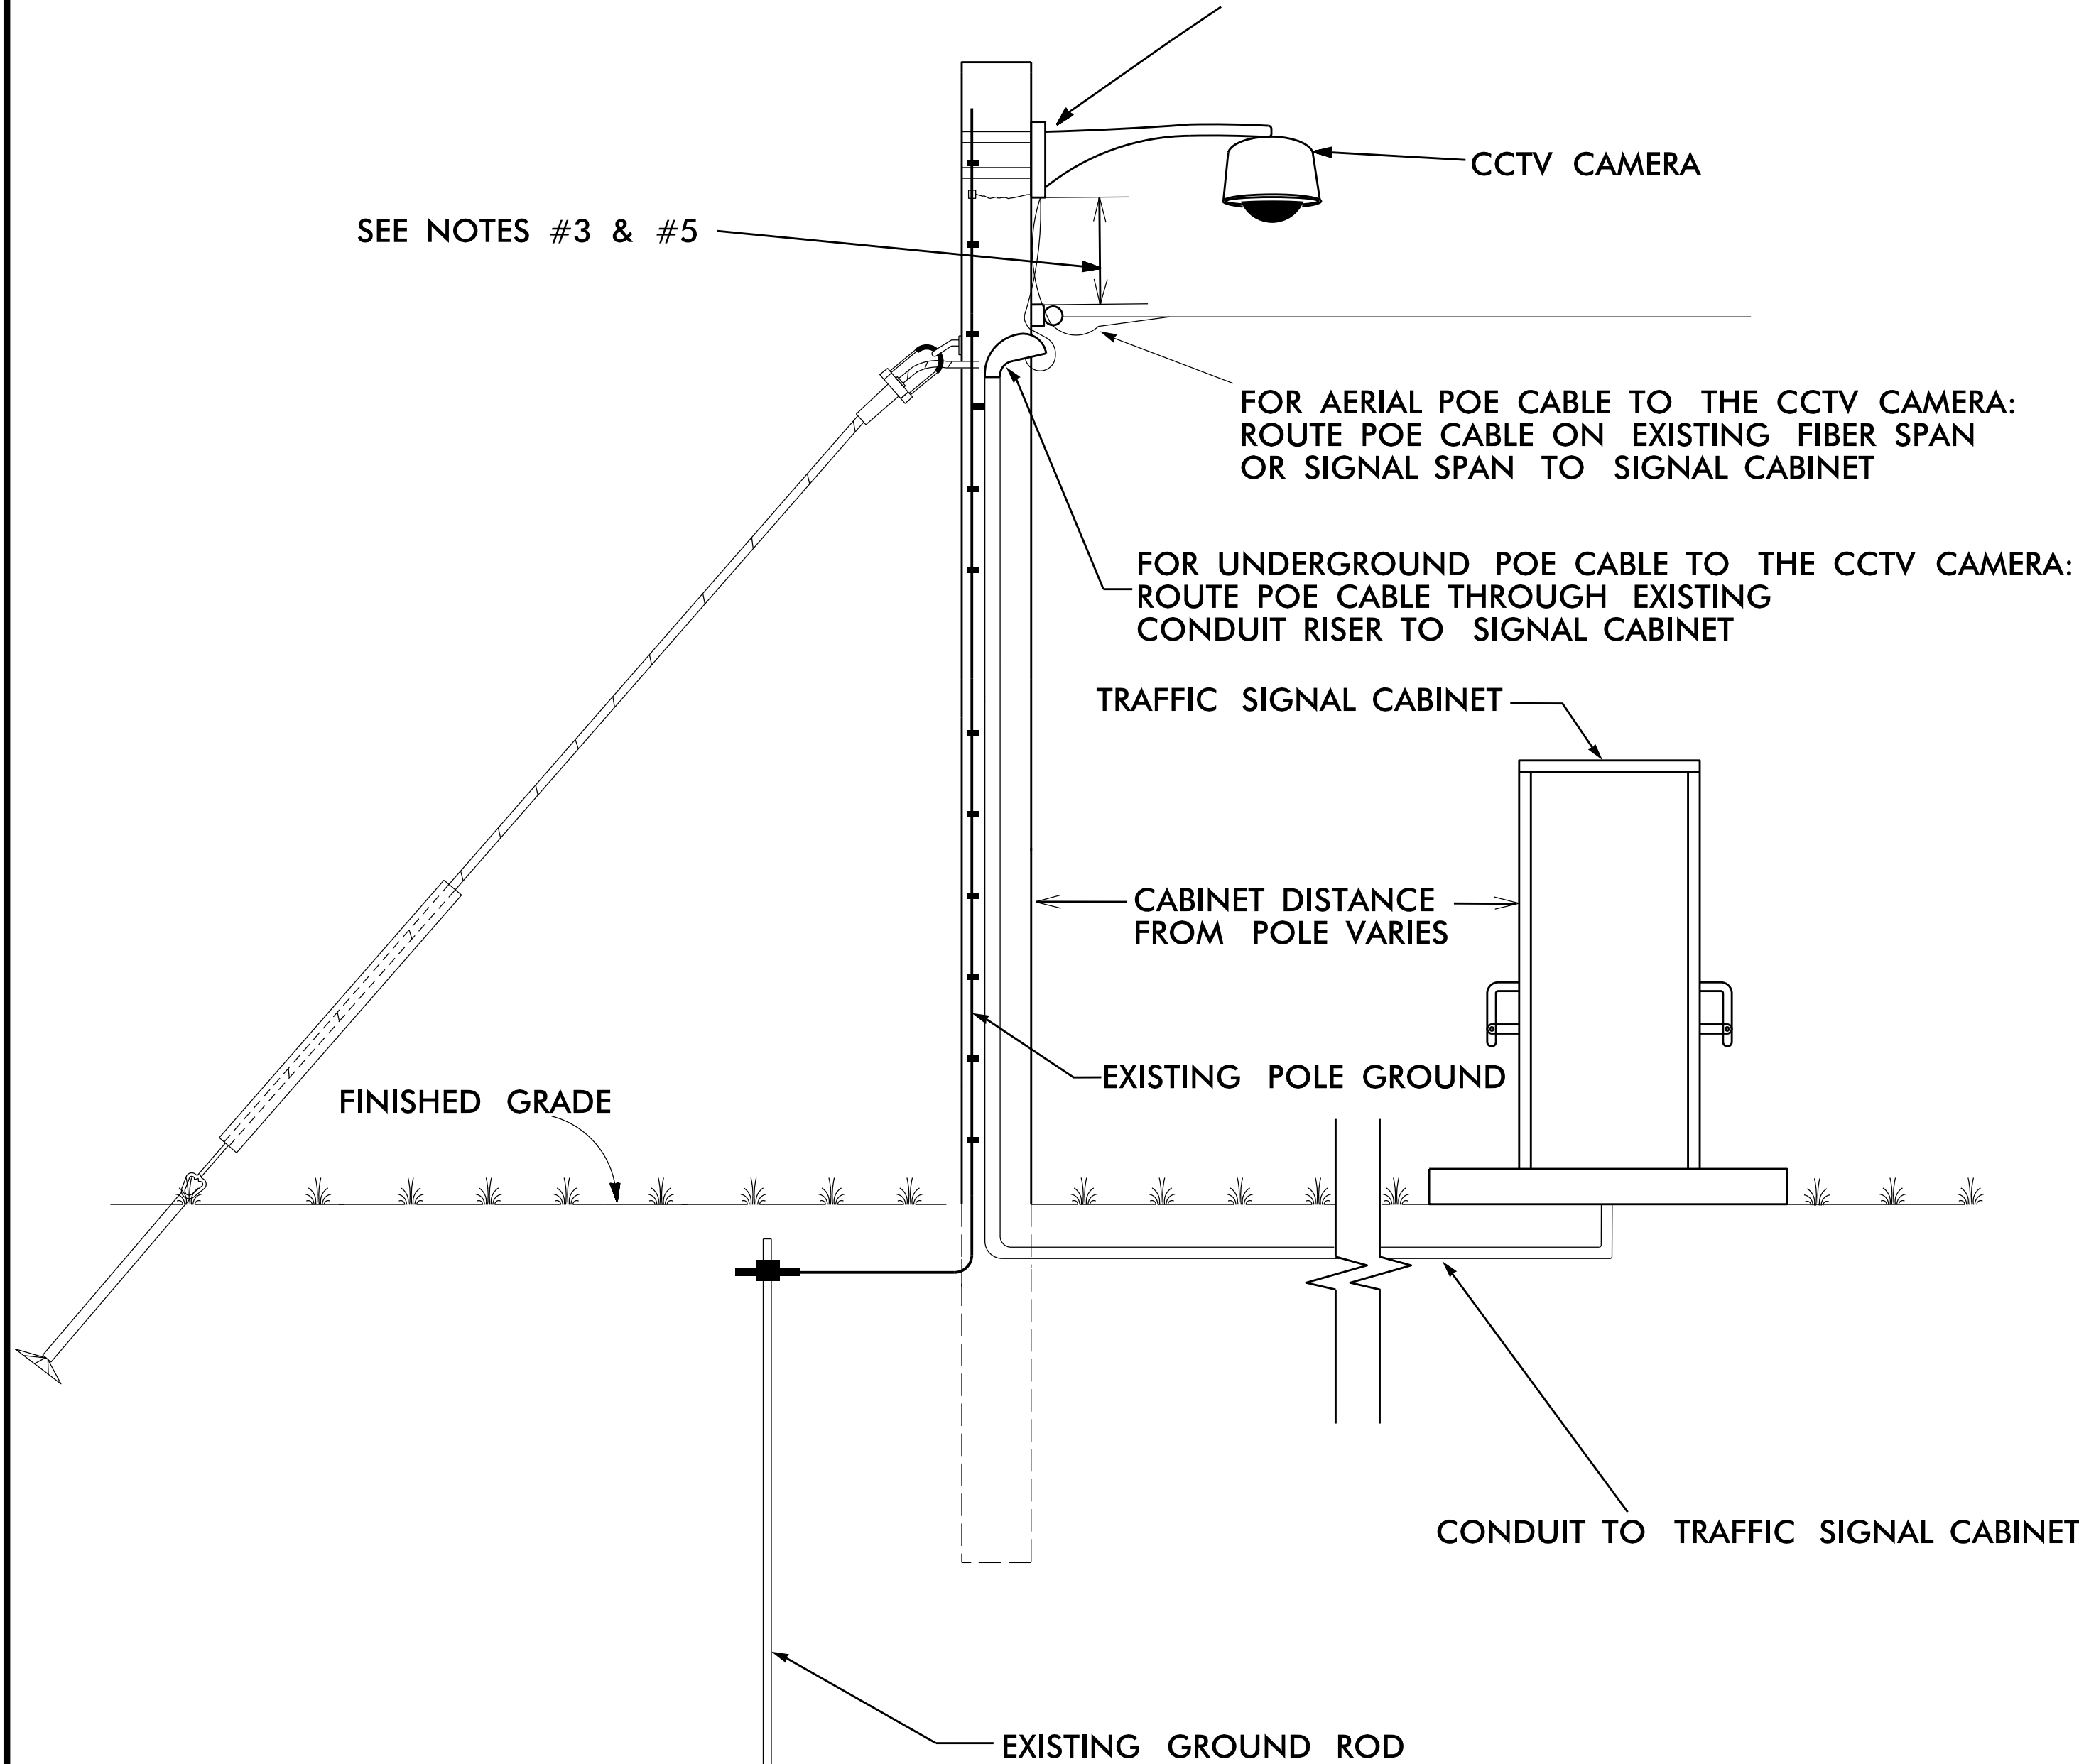 CCTV CAMERA
SEE NOTES #3 & #5
FOR AERIAL POE CABLE TO THE CCTV CAMERA:
ROUTE POE CABLE ON EXISTING FIBER SPAN
OR SIGNAL SPAN TO SIGNAL CABINET
FOR UNDERGROUND POE CABLE TO THE CCTV CAMERA:
ROUTE POE CABLE THROUGH EXISTING
CONDUIT RISER TO SIGNAL CABINET
TRAFFIC SIGNAL CABINET
CABINET DISTANCE
FROM POLE VARIES
EXISTING POLE GROUND
FINISHED GRADE
CONDUIT TO TRAFFIC SIGNAL CABINET
EXISTING GROUND ROD